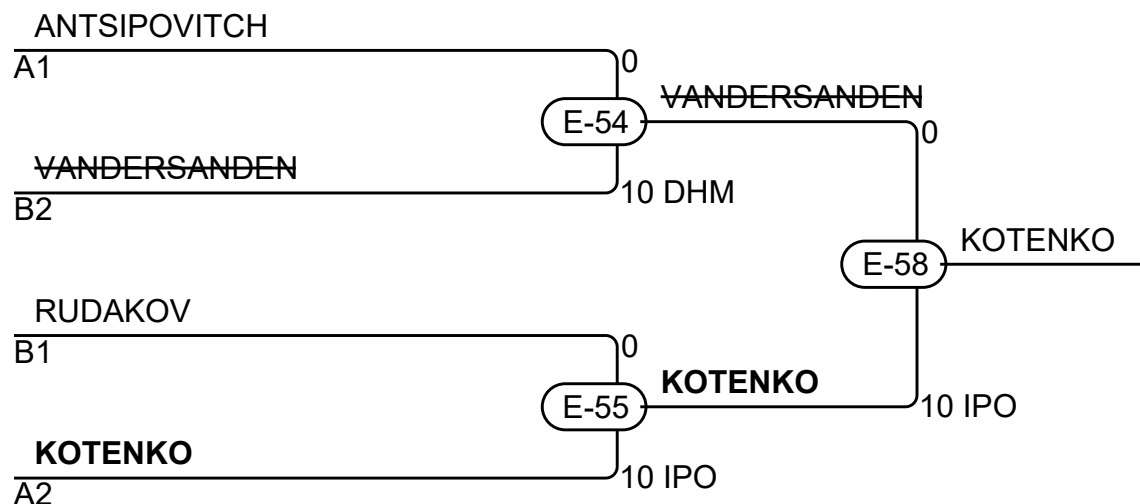 ANTSIPOVITCH
A1
0
VANDERSANDEN
E-54
0
VANDERSANDEN
B2
10 DHM
KOTENKO
E-58
RUDAKOV
B1
0
KOTENKO
E-55
10 IPO
KOTENKO
A2
10 IPO